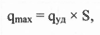 qmax = qуд × S,